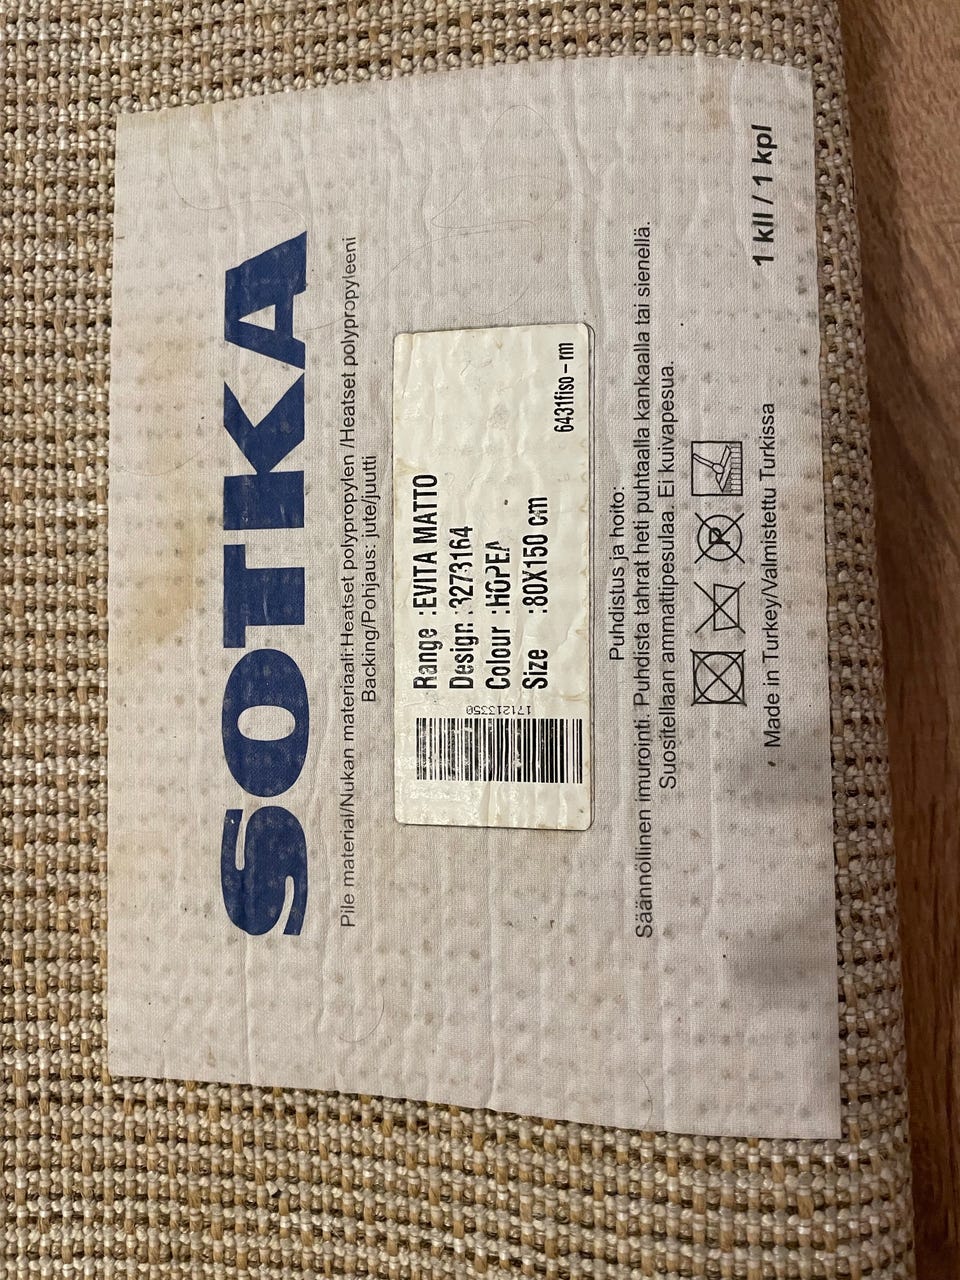 SOTKA
Pile material/Nukan materiaali:Heatset polypropylen /Heatset polypropyleeni
Backing/Pohjaus: jute/juutti
Range :EVITA MATTO
Design :3273164
Colour :HOPEA
Size :80X150 cm
6431fiso – rm
171213350
Puhdistus ja hoito:
Säännöllinen imurointi. Puhdista tahrat heti puhtaalla kankaalla tai sienellä.
Suositellaan ammattipesulaa. Ei kuivapesua.
P
Made in Turkey/Valmistettu Turkissa
1 kll / 1 kpl